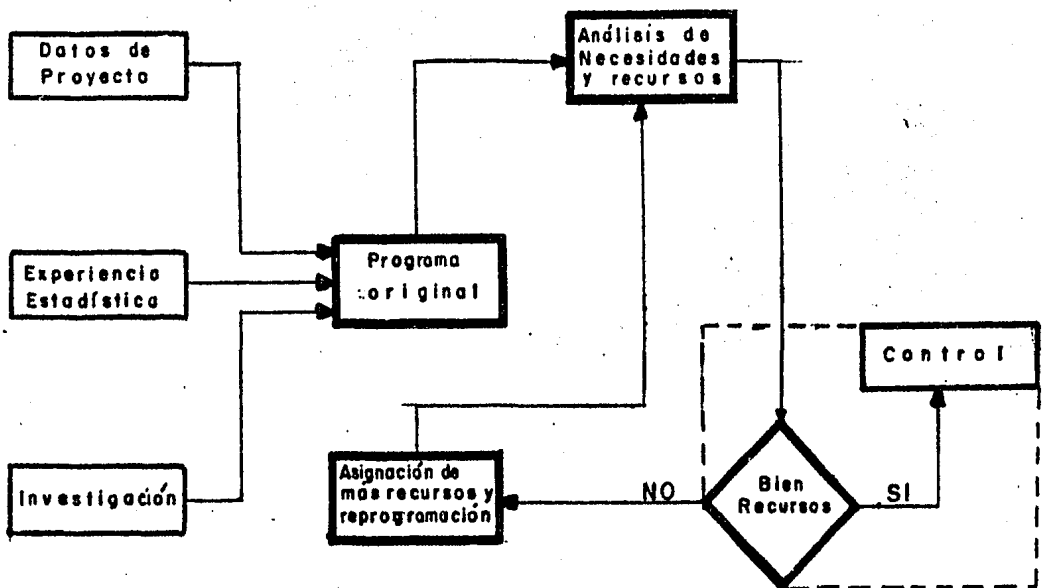 Datos de
Proyecto
Análisis de
Necesidades
y recursos
Experiencia
Estadística
Programa
original
Control
Investigación
Asignación de
más recursos y
reprogramación
NO
Bien
Recursos
SI